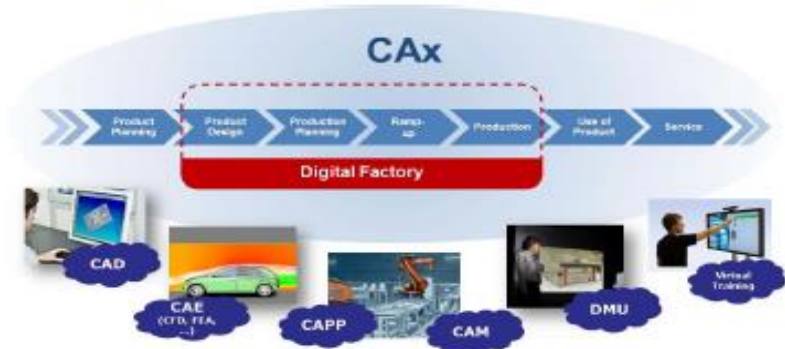 CAx
Product
Planning
Product
Design
Production
Planning
Ramp-
up
Production
Use of
Product
Service
Digital Factory
CAD
CAE
(CFD, FEA,
...)
CAPP
CAM
DMU
Virtual
Training